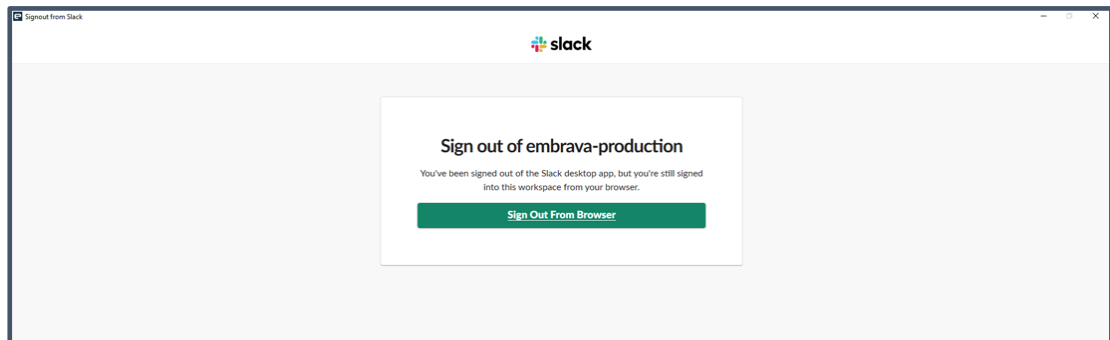 Signout from Slack
slack
Sign out of embrava-production
You've been signed out of the Slack desktop app, but you're still signed
into this workspace from your browser.
Sign Out From Browser